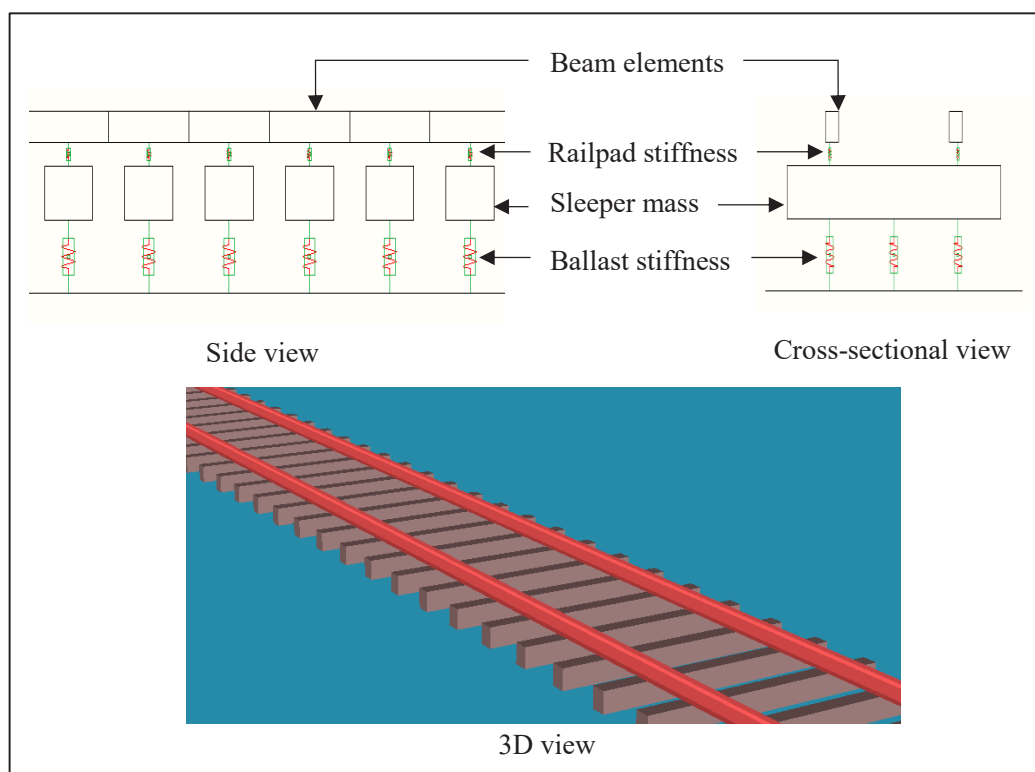 Beam elements
Railpad stiffness
Sleeper mass
Ballast stiffness
Side view
Cross-sectional view
3D view